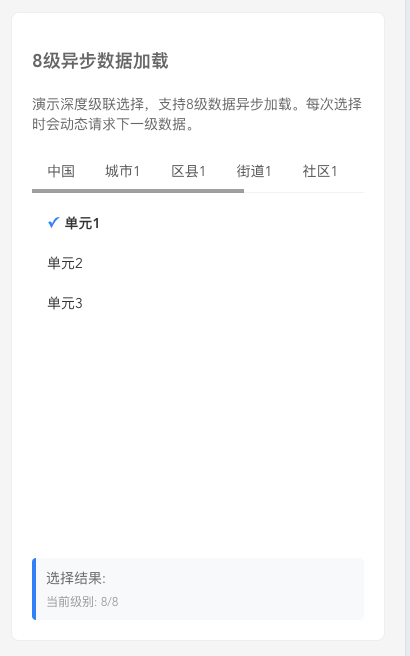 8级异步数据加载
演示深度级联选择，支持8级数据异步加载。每次选择
时会动态请求下一级数据。
中国 城市1 区县1 街道1 社区1
单元1
单元2
单元3
选择结果:
当前级别: 8/8